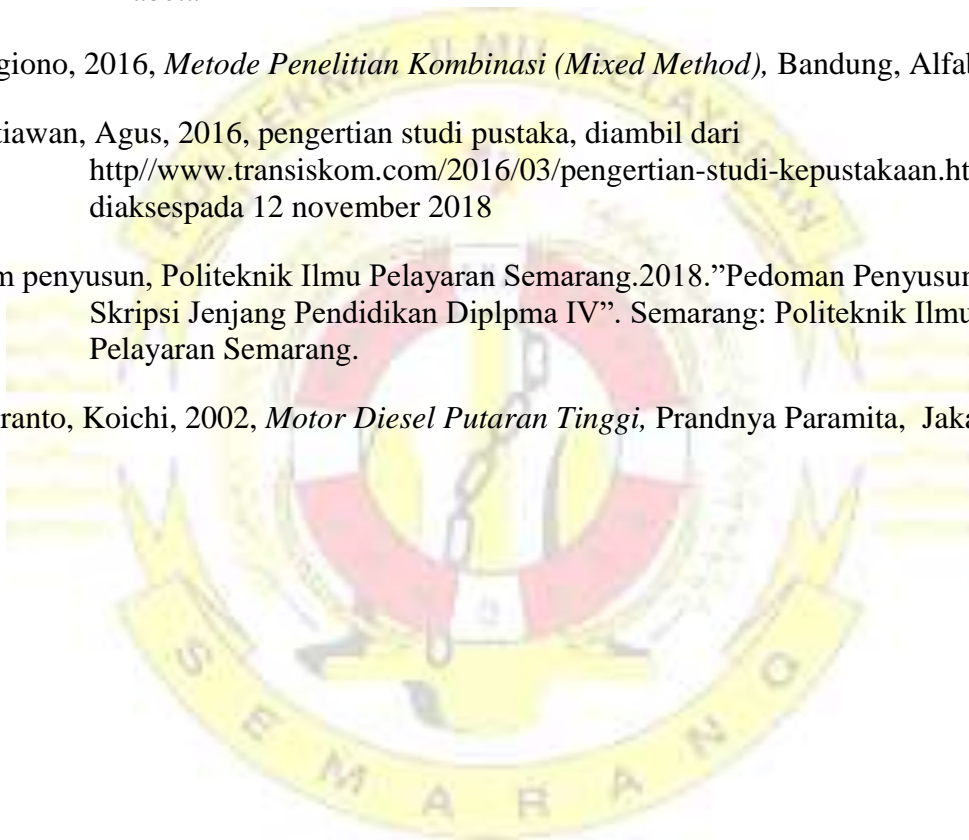 giono, 2016, Metode Penelitian Kombinasi (Mixed Method), Bandung, Alfab
tiawan, Agus, 2016, pengertian studi pustaka, diambil dari
http//www.transiskom.com/2016/03/pengertian-studi-kepustakaan.ht
diaksespada 12 november 2018
m penyusun, Politeknik Ilmu Pelayaran Semarang.2018.”Pedoman Penyusun
Skripsi Jenjang Pendidikan Diplpma IV”. Semarang: Politeknik Ilmu
Pelayaran Semarang.
ranto, Koichi, 2002, Motor Diesel Putaran Tinggi, Prandnya Paramita, Jaka
SEMARANG